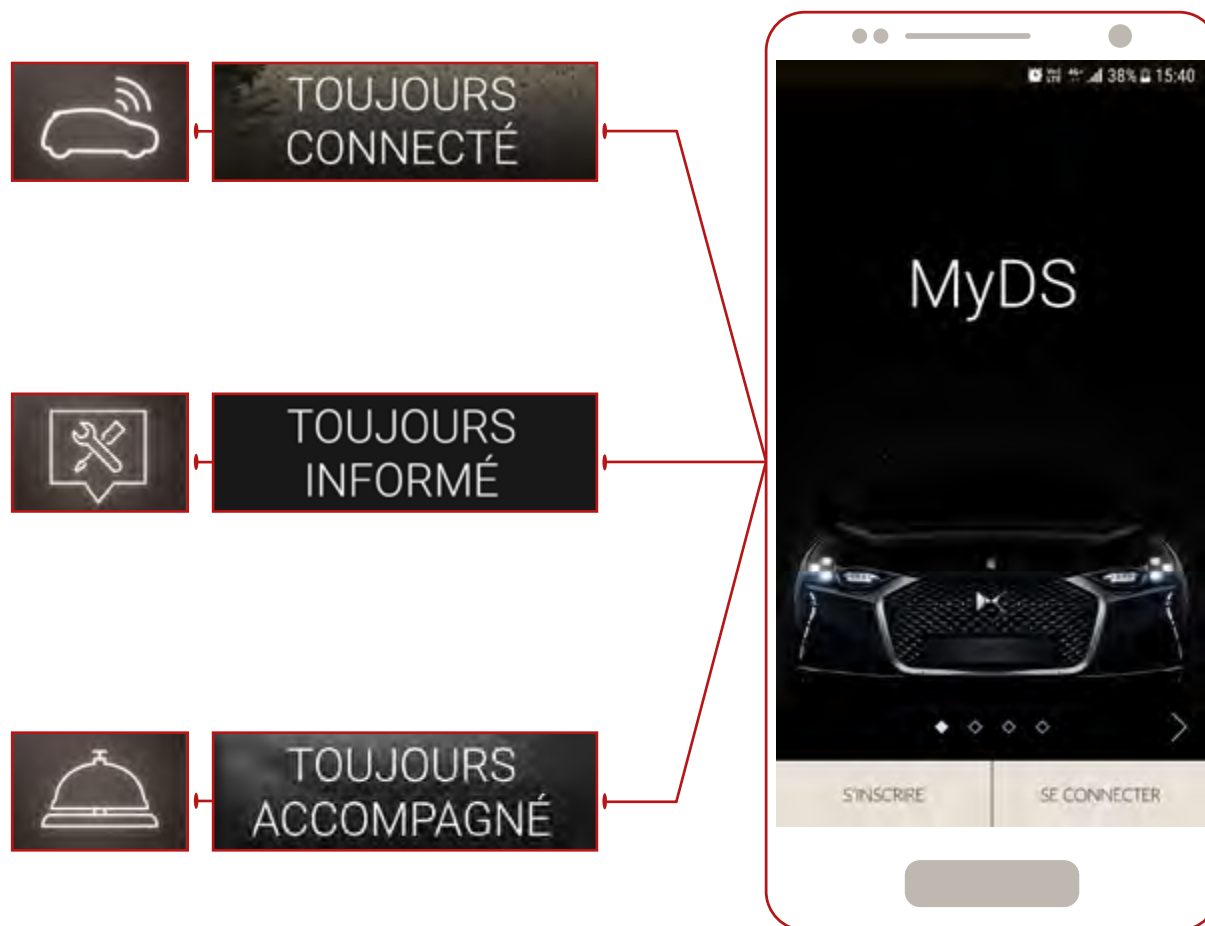 TOUJOURS
CONNECTÉ
TOUJOURS
INFORMÉ
TOUJOURS
ACCOMPAGNÉ
38% 15:40
MyDS
S'INSCRIRE
SE CONNECTER